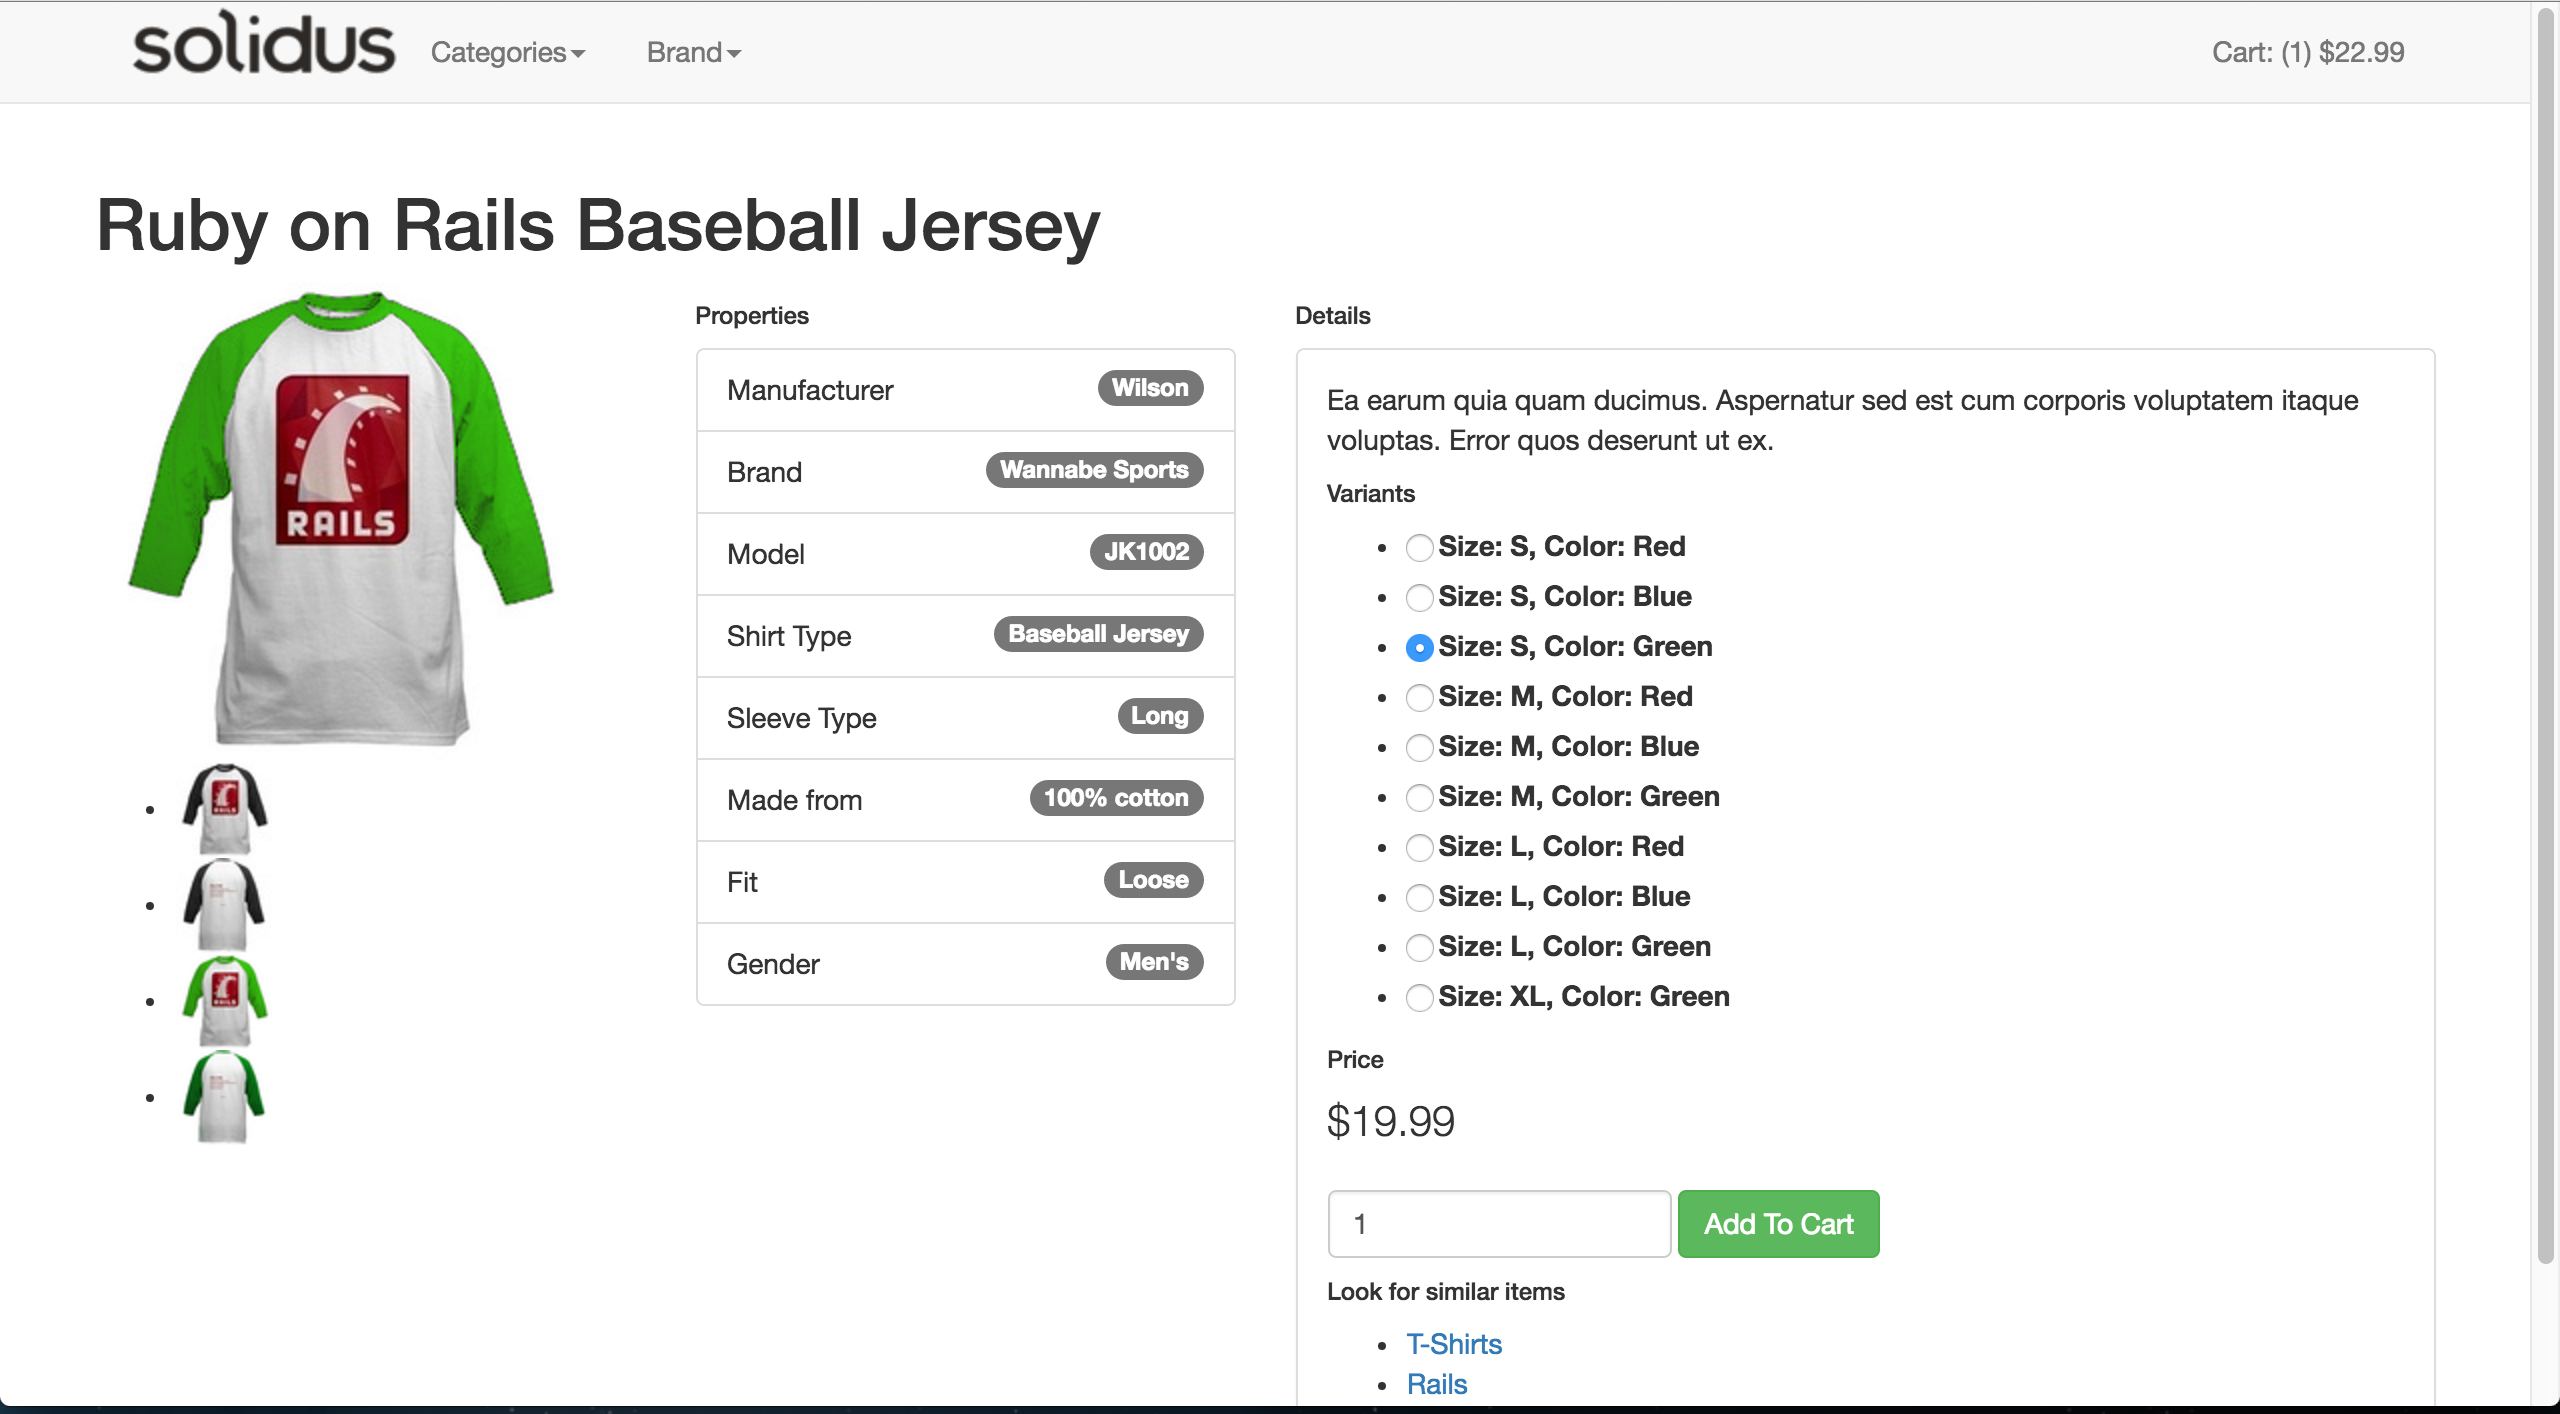 solidus Categories Brand Cart: (1) $22.99
Ruby on Rails Baseball Jersey
RAILS
RAILS
RAILS
Properties
Manufacturer Wilson
Brand Wannabe Sports
Model JK1002
Shirt Type Baseball Jersey
Sleeve Type Long
Made from 100% cotton
Fit Loose
Gender Men's
Details
Ea earum quia quam ducimus. Aspernatur sed est cum corporis voluptatem itaque
voluptas. Error quos deserunt ut ex.
Variants
Size: S, Color: Red
Size: S, Color: Blue
Size: S, Color: Green
Size: M, Color: Red
Size: M, Color: Blue
Size: M, Color: Green
Size: L, Color: Red
Size: L, Color: Blue
Size: L, Color: Green
Size: XL, Color: Green
Price
$19.99
1 Add To Cart
Look for similar items
T-Shirts
Rails